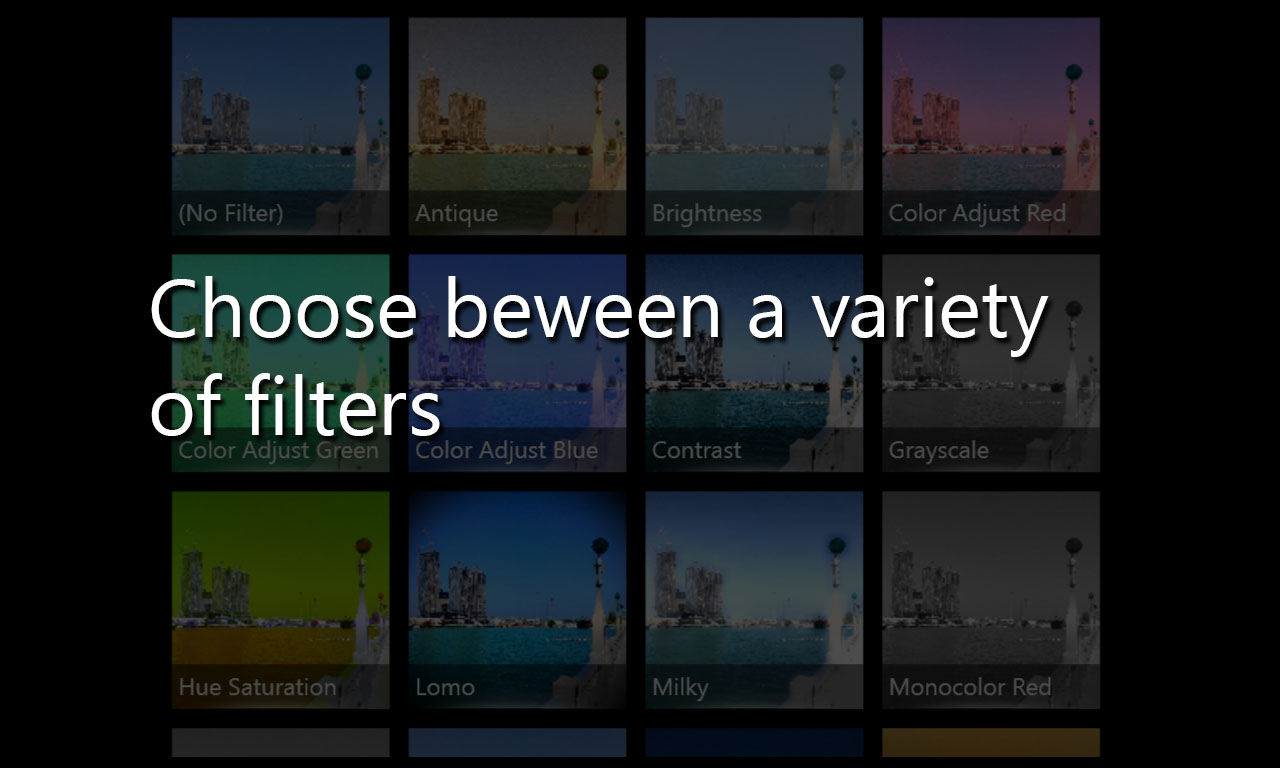 (No Filter) Antique Brightness Color Adjust Red
Choose beween a variety
of filters
Color Adjust Green Color Adjust Blue Contrast Grayscale
Hue Saturation Lomo Milky Monocolor Red